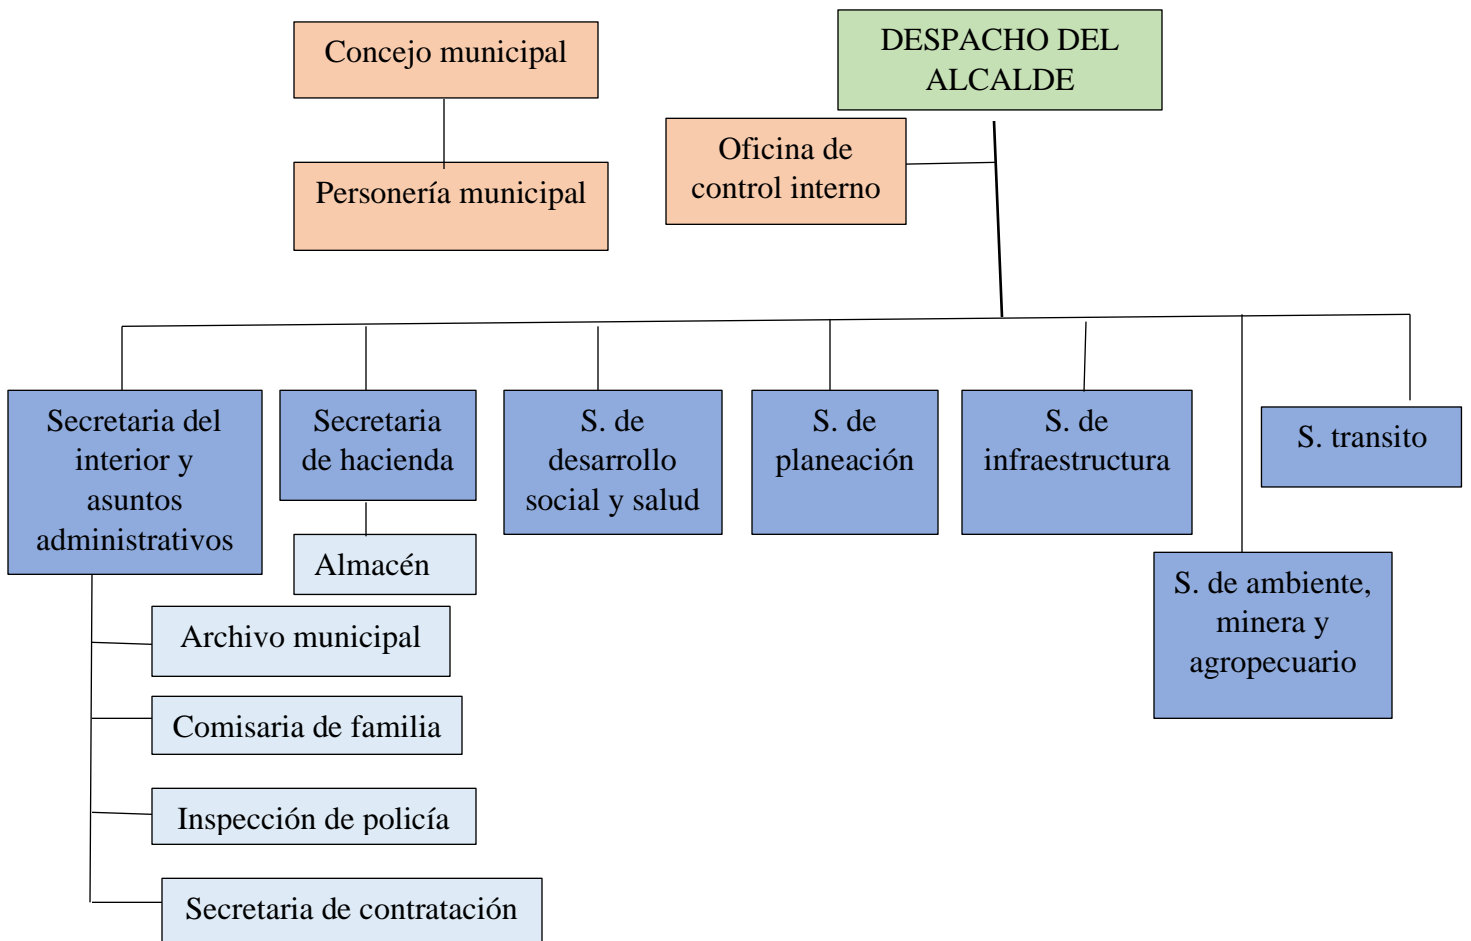 Concejo municipal
DESPACHO DEL
ALCALDE
Oficina de
control interno
Personería municipal
Secretaria del
interior y
asuntos
administrativos
Secretaria
de hacienda
S. de
desarrollo
social y salud
S. de
planeación
S. de
infraestructura
S. transito
Almacén
S. de ambiente,
minera y
agropecuario
Archivo municipal
Comisaria de familia
Inspección de policía
Secretaria de contratación